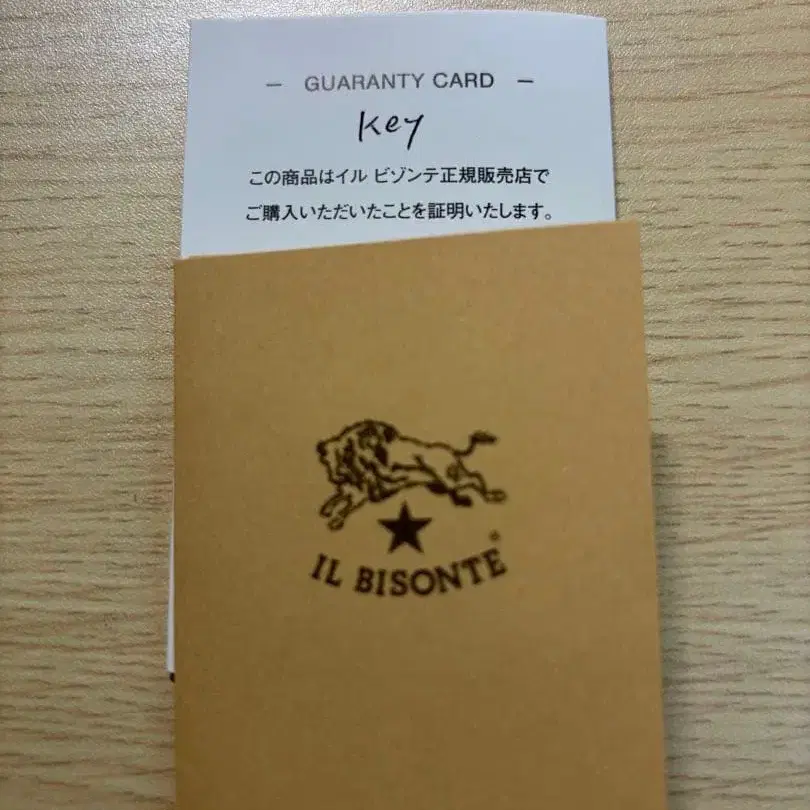 — GUARANTY CARD —
key
この商品はイル ビゾンテ正規販売店で
ご購入いただいたことを証明いたします。
IL BISONTE